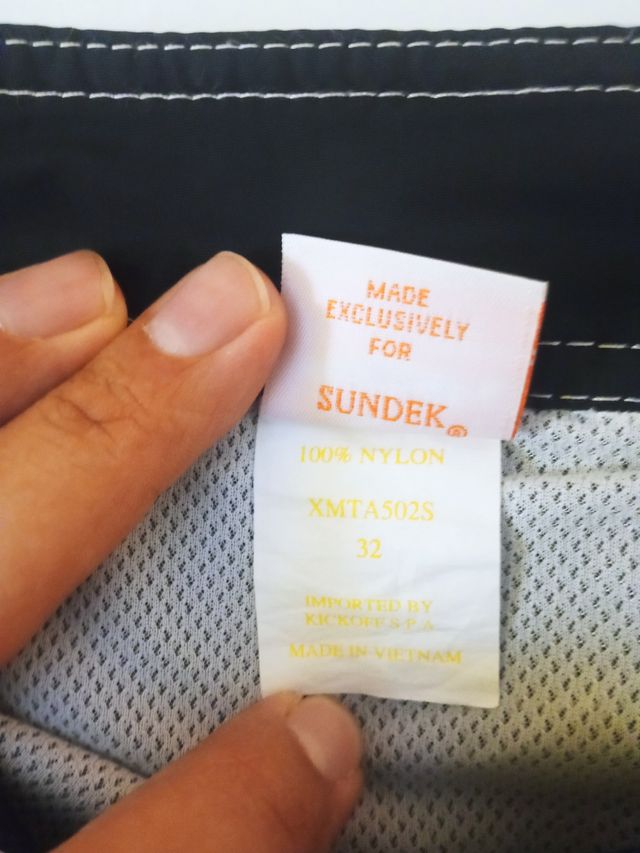 MADE
EXCLUSIVELY
FOR
SUNDEK®
100% NYLON
XMTA502S
32
IMPORTED BY
KICKOFF S.P.A.
MADE IN VIETNAM